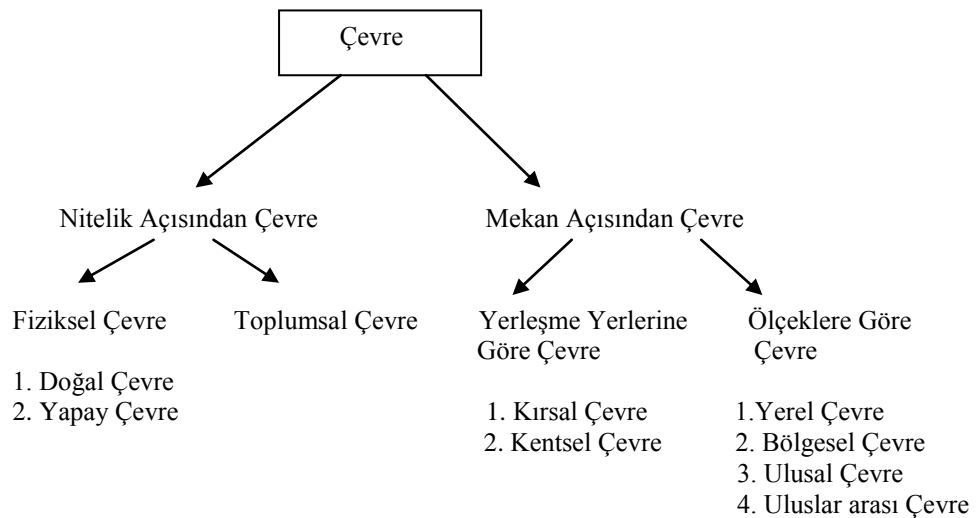 Çevre
Nitelik Açısından Çevre
Mekan Açısından Çevre
Fiziksel Çevre
1. Doğal Çevre
2. Yapay Çevre
Toplumsal Çevre
Yerleşme Yerlerine
Göre Çevre
1. Kırsal Çevre
2. Kentsel Çevre
Ölçeklere Göre
Çevre
1.Yerel Çevre
2. Bölgesel Çevre
3. Ulusal Çevre
4. Uluslar arası Çevre